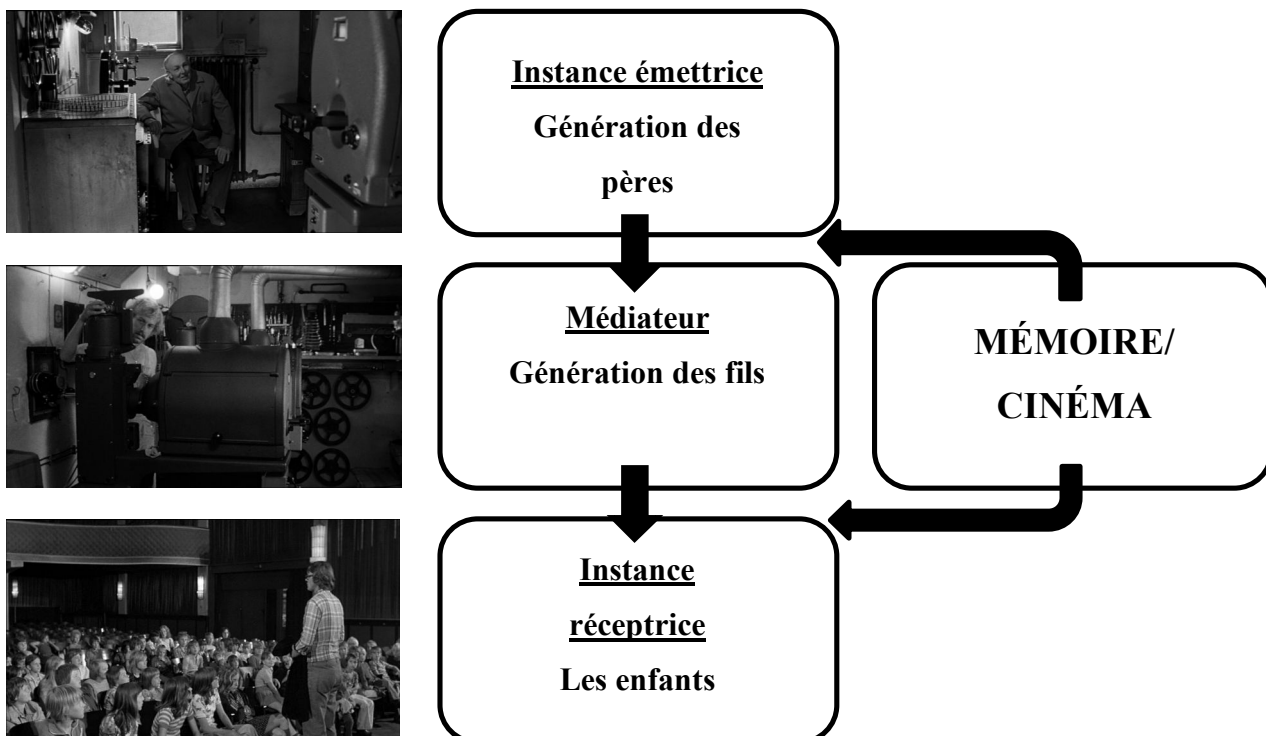 Instance émettrice
Génération des
pères
Médiateur
Génération des fils
MÉMOIRE/
CINÉMA
Instance
réceptrice
Les enfants